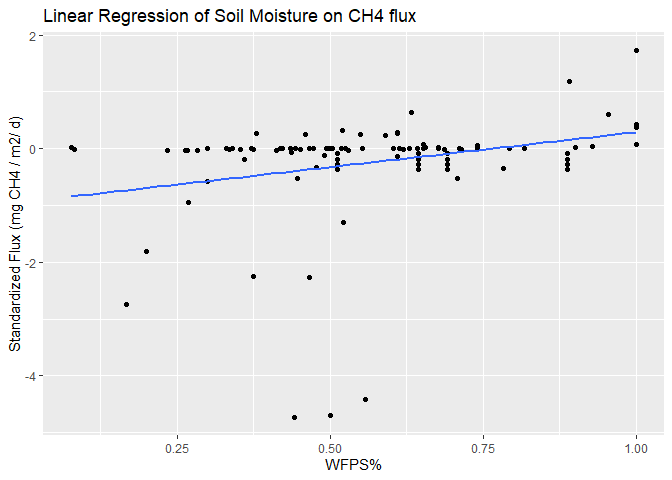 Linear Regression of Soil Moisture on CH4 flux
Standardized Flux (mg CH4 / m2/ d)
2
0
-2
-4
0.25 0.50 0.75 1.00
WFPS%